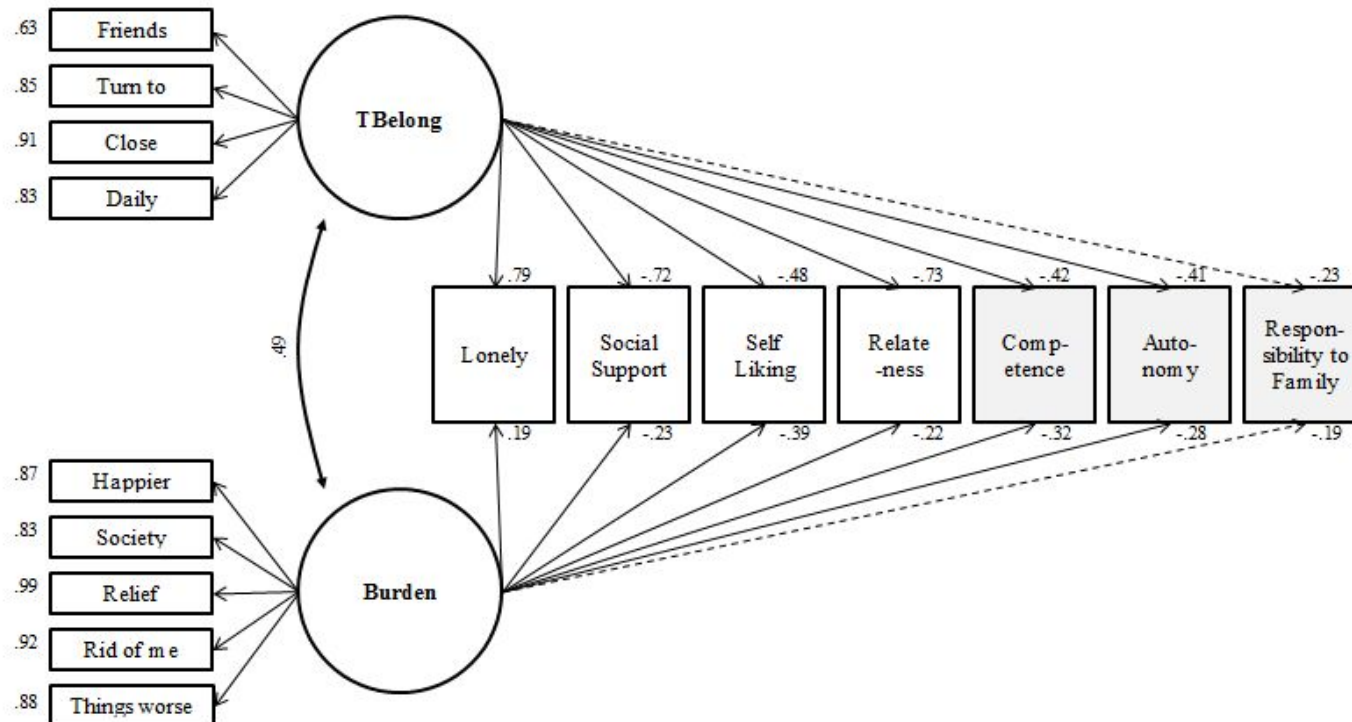 .63
Friends
.85
Turn to
.91
Close
.83
Daily
TBelong
.49
.79
-.72
-.48
-.73
-.42
-.41
-.23
Lonely
Social
Support
Self
Liking
Relate
-ness
Comp-
etence
Auto-
nomy
Respon-
sibility to
Family
.19
-.23
-.39
-.22
-.32
-.28
-.19
.87
Happier
.83
Society
.99
Relief
.92
Rid of me
.88
Things worse
Burden